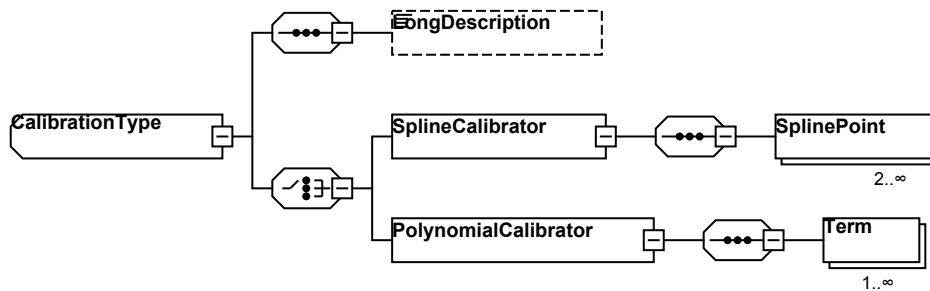 LongDescription
CalibrationType
SplineCalibrator
SplinePoint
2..∞
PolynomialCalibrator
Term
1..∞